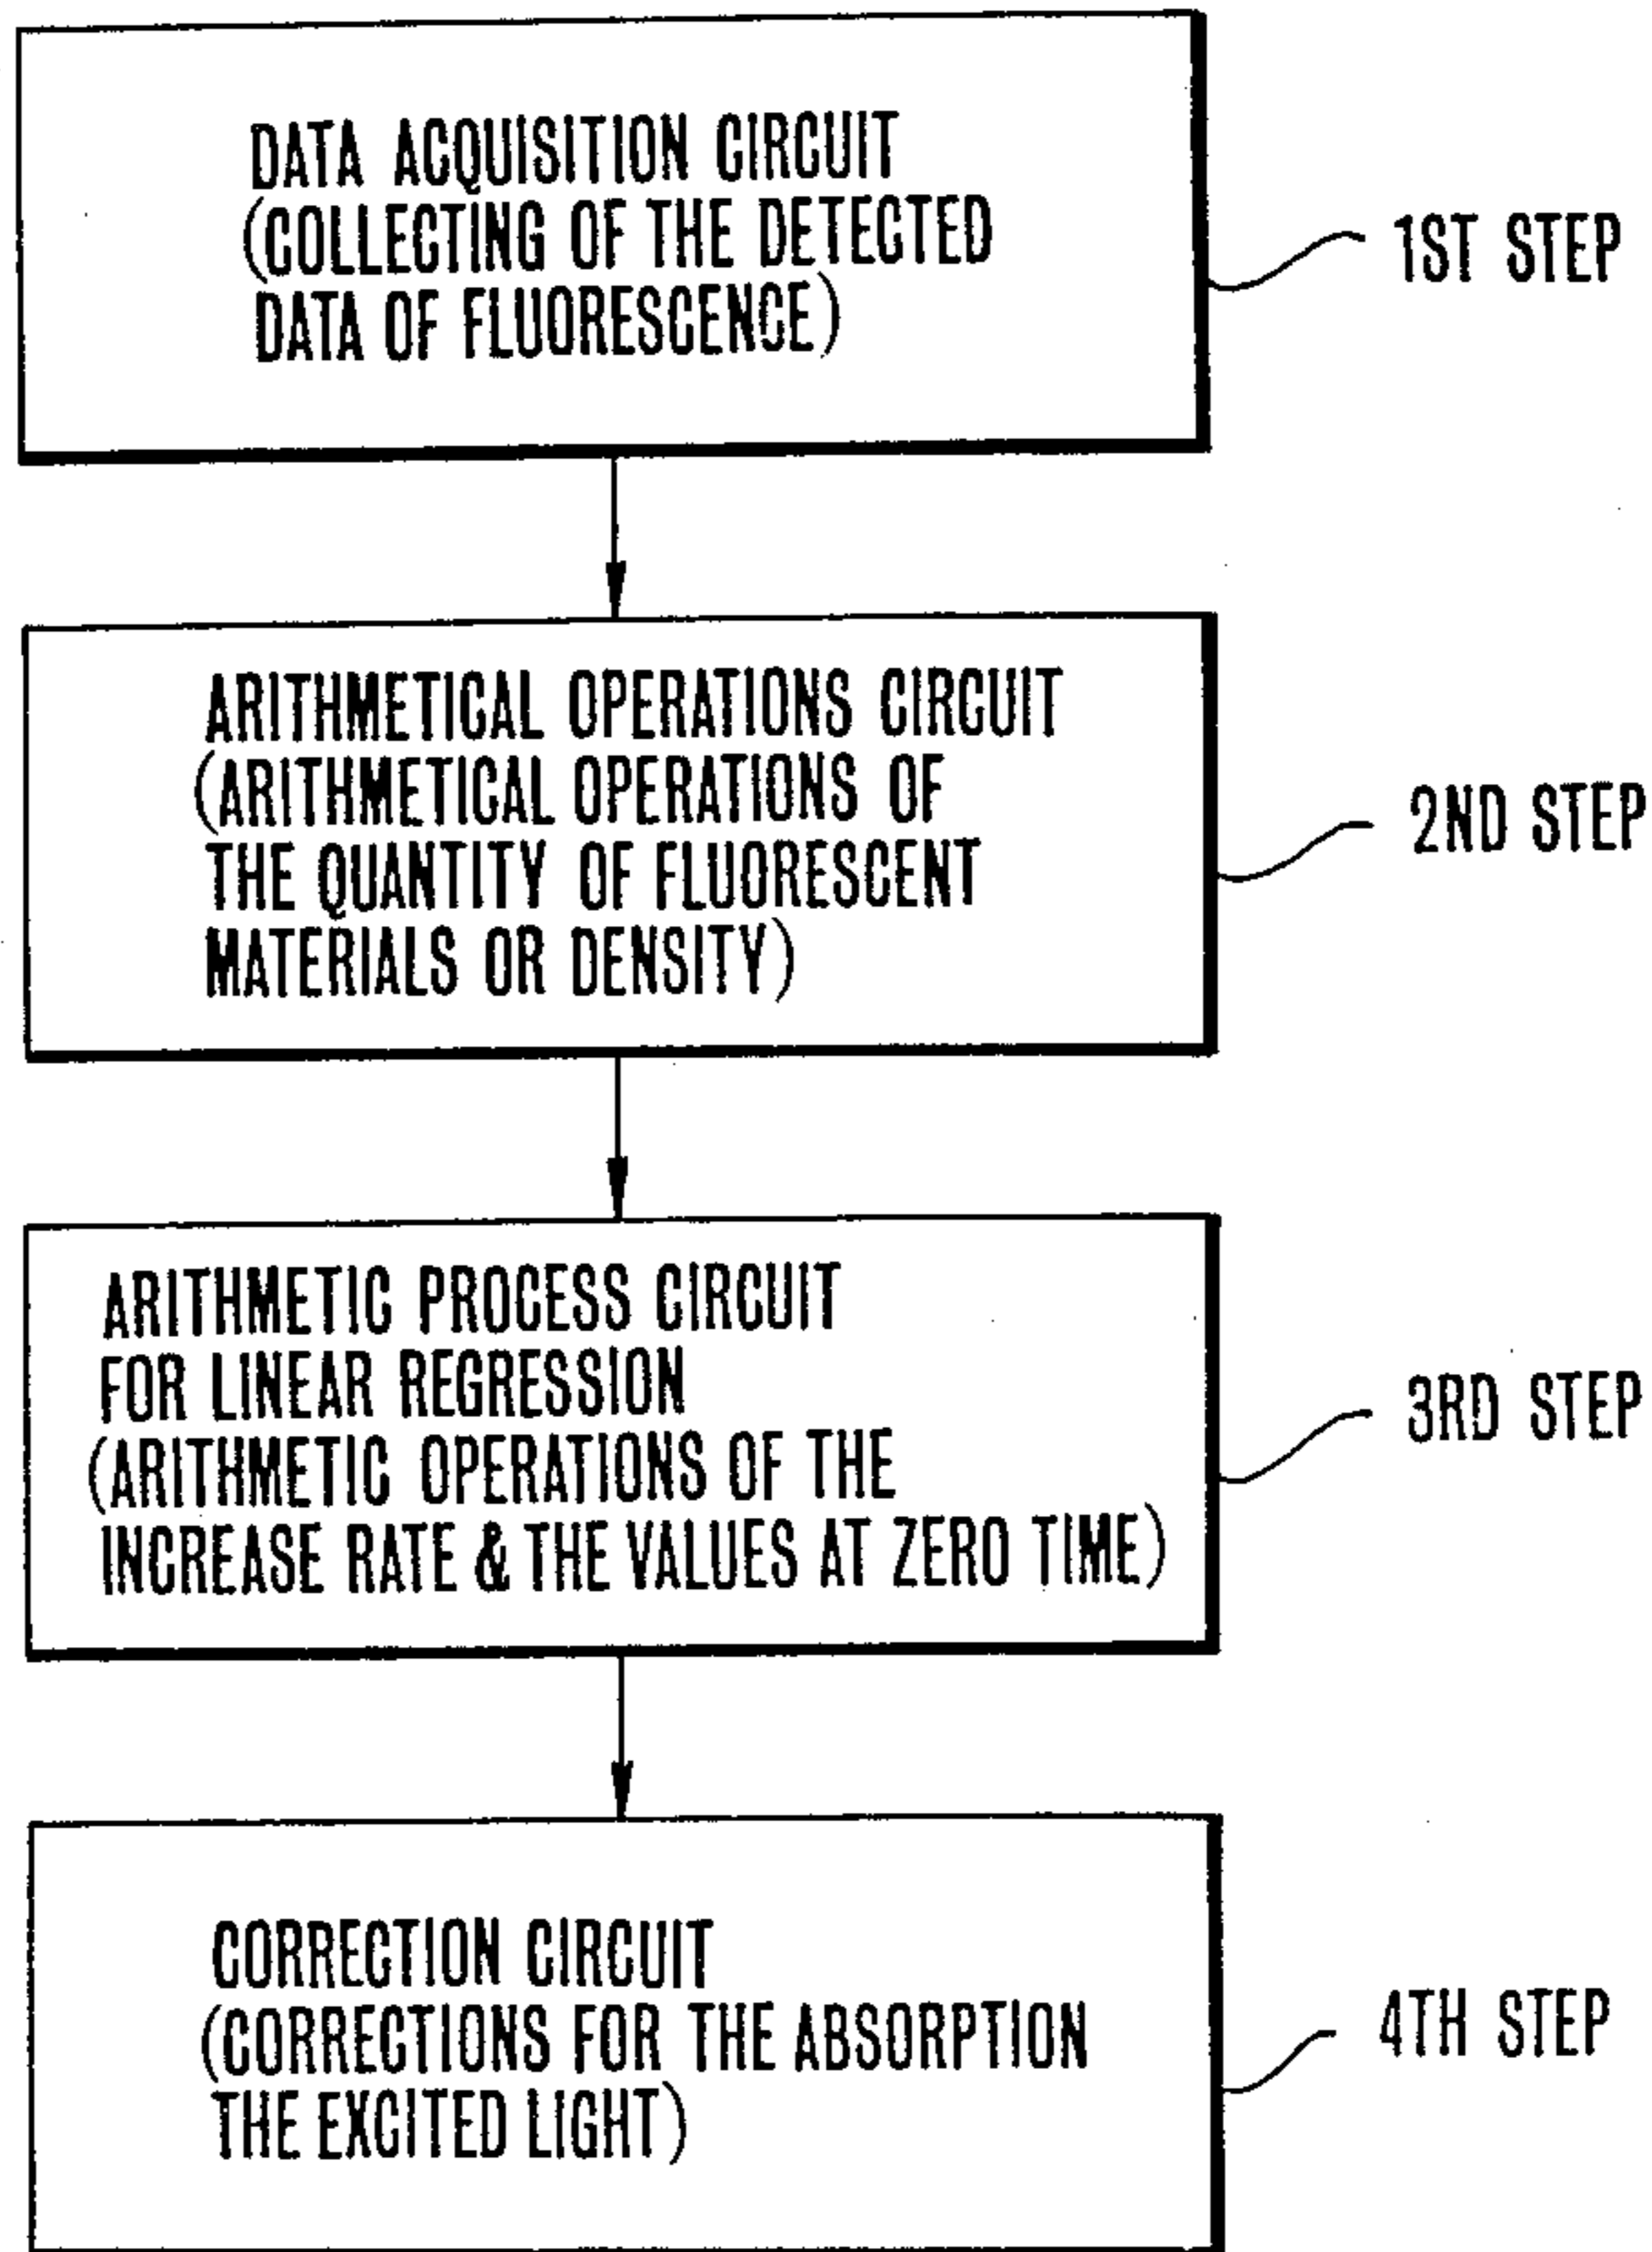 DATA ACQUISITION CIRCUIT
(COLLECTING OF THE DETECTED
DATA OF FLUORESCENCE)
1ST STEP
ARITHMETICAL OPERATIONS CIRCUIT
(ARITHMETICAL OPERATIONS OF
THE QUANTITY OF FLUORESCENT
MATERIALS OR DENSITY)
2ND STEP
ARITHMETIC PROCESS CIRCUIT
FOR LINEAR REGRESSION
(ARITHMETIC OPERATIONS OF THE
INCREASE RATE & THE VALUES AT ZERO TIME)
3RD STEP
CORRECTION CIRCUIT
(CORRECTIONS FOR THE ABSORPTION
THE EXCITED LIGHT)
4TH STEP